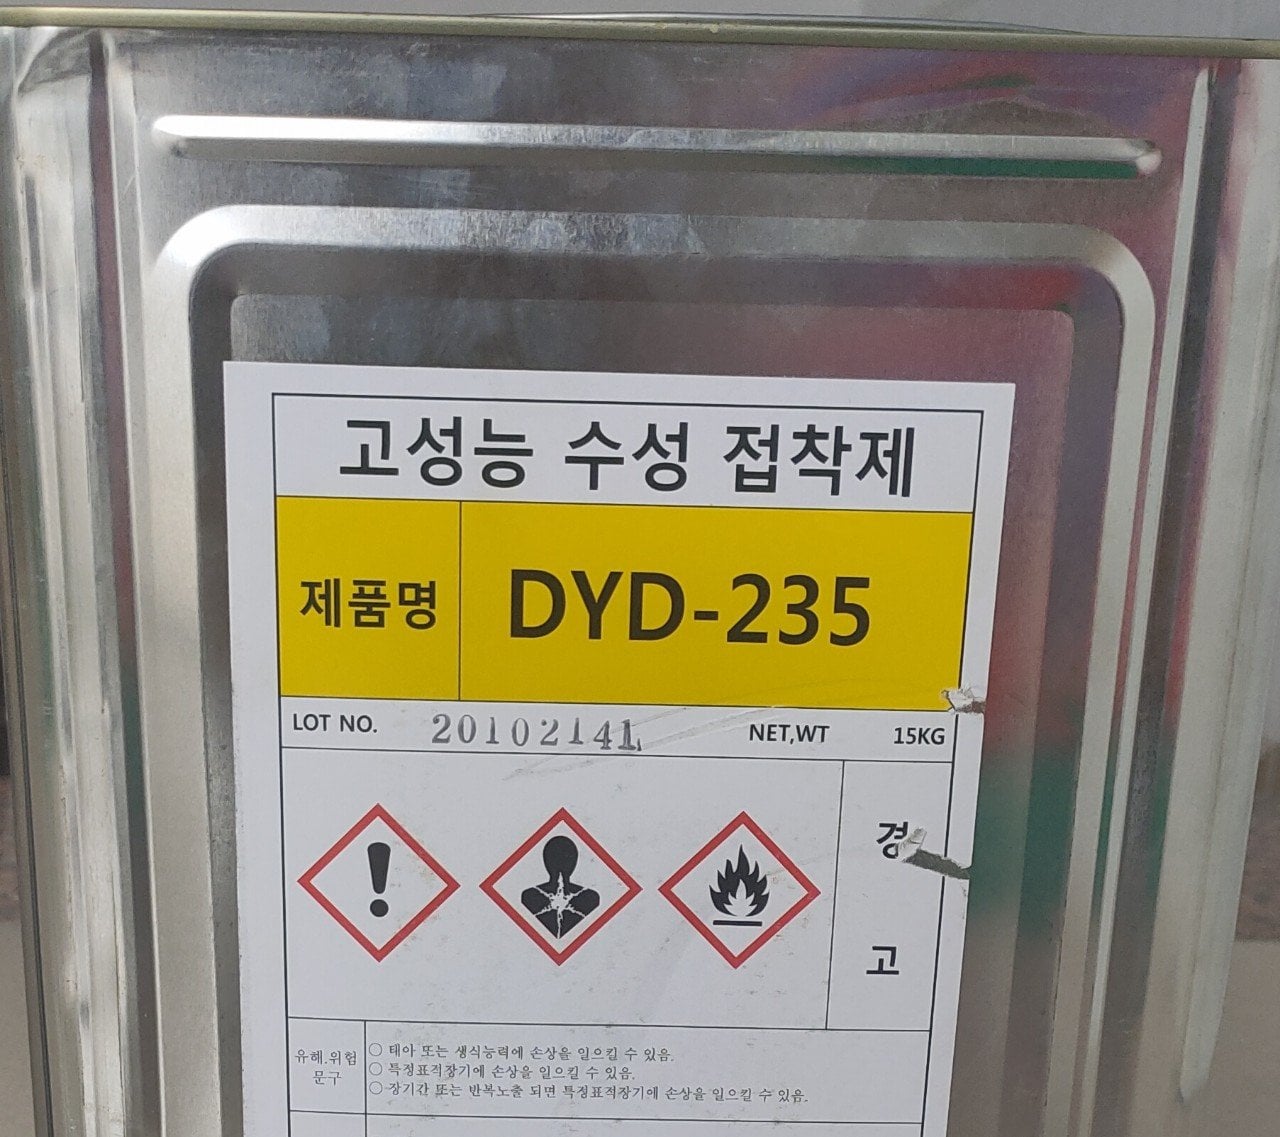 고성능 수성 접착제
제품명 DYD-235
LOT NO. 20102141 NET,WT 15KG
경
고
유해.위험
문구
○ 태아 또는 생식능력에 손상을 일으킬 수 있음.
○ 특정표적장기에 손상을 일으킬 수 있음.
○ 장기간 또는 반복노출 되면 특정표적장기에 손상을 일으킬 수 있음.